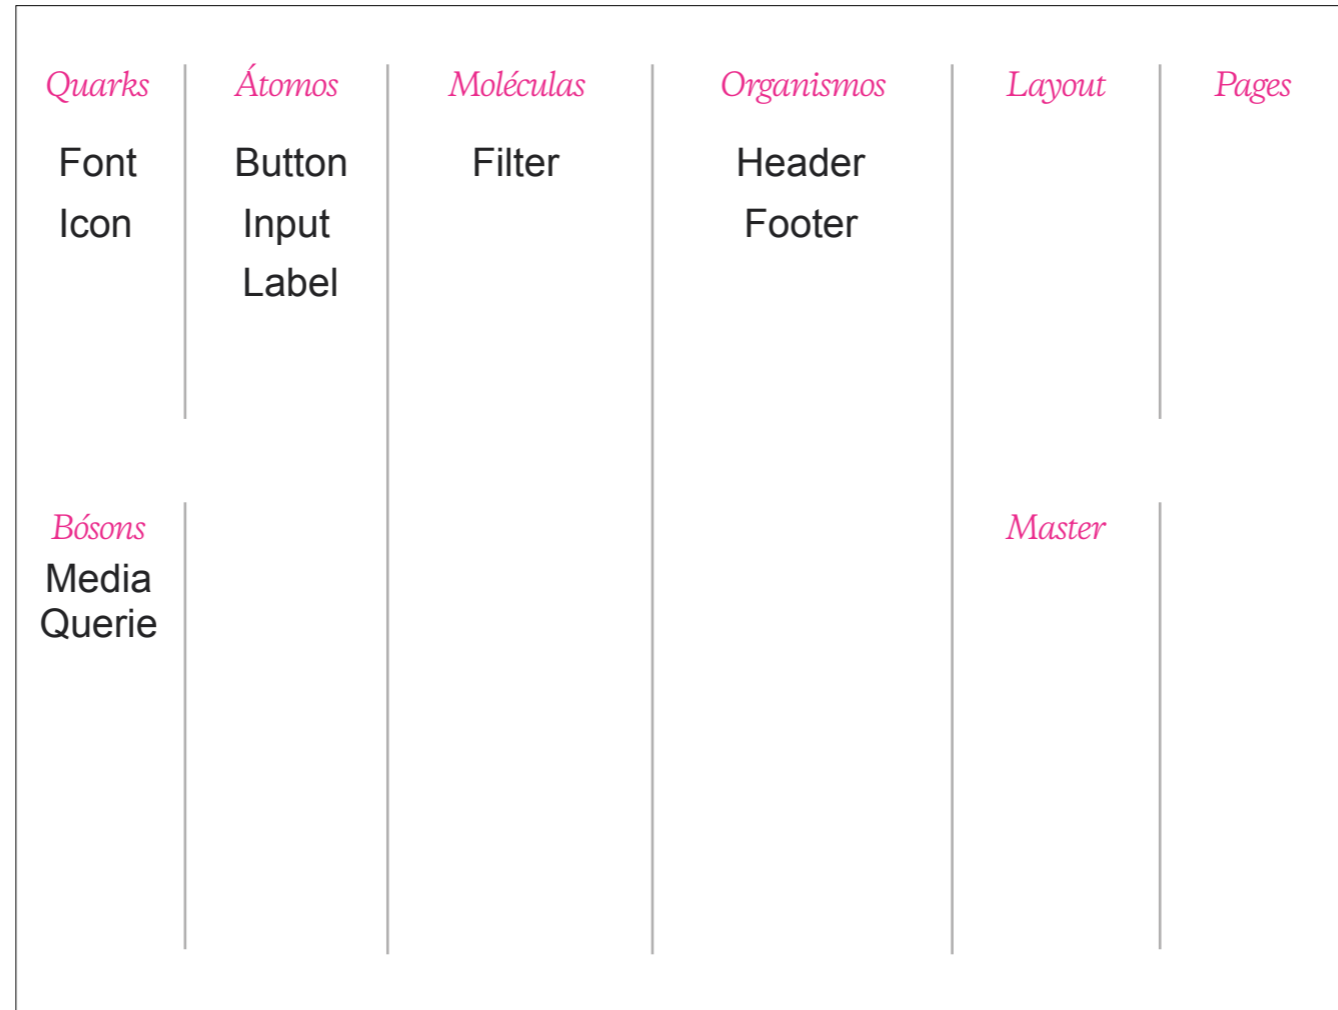 Quarks
Font
Icon
Átomos
Button
Input
Label
Moléculas
Filter
Organismos
Header
Footer
Layout
Pages
Bósons
Media
Querie
Master